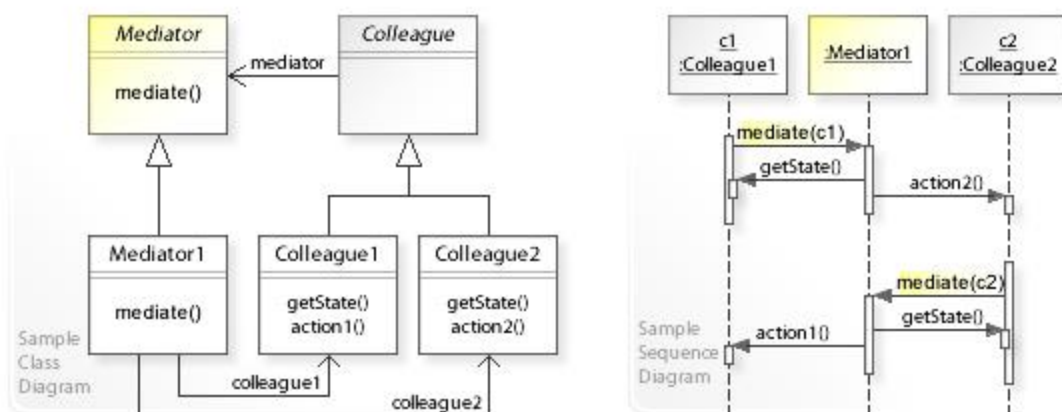 Mediator
mediate()
mediator
Colleague
Mediator1
mediate()
Colleague1
getState()
action1()
Colleague2
getState()
action2()
colleague1
colleague2
Sample
Class
Diagram
c1
:Colleague1
:Mediator1
c2
:Colleague2
mediate(c1)
getState()
action2()
mediate(c2)
getState()
action1()
Sample
Sequence
Diagram